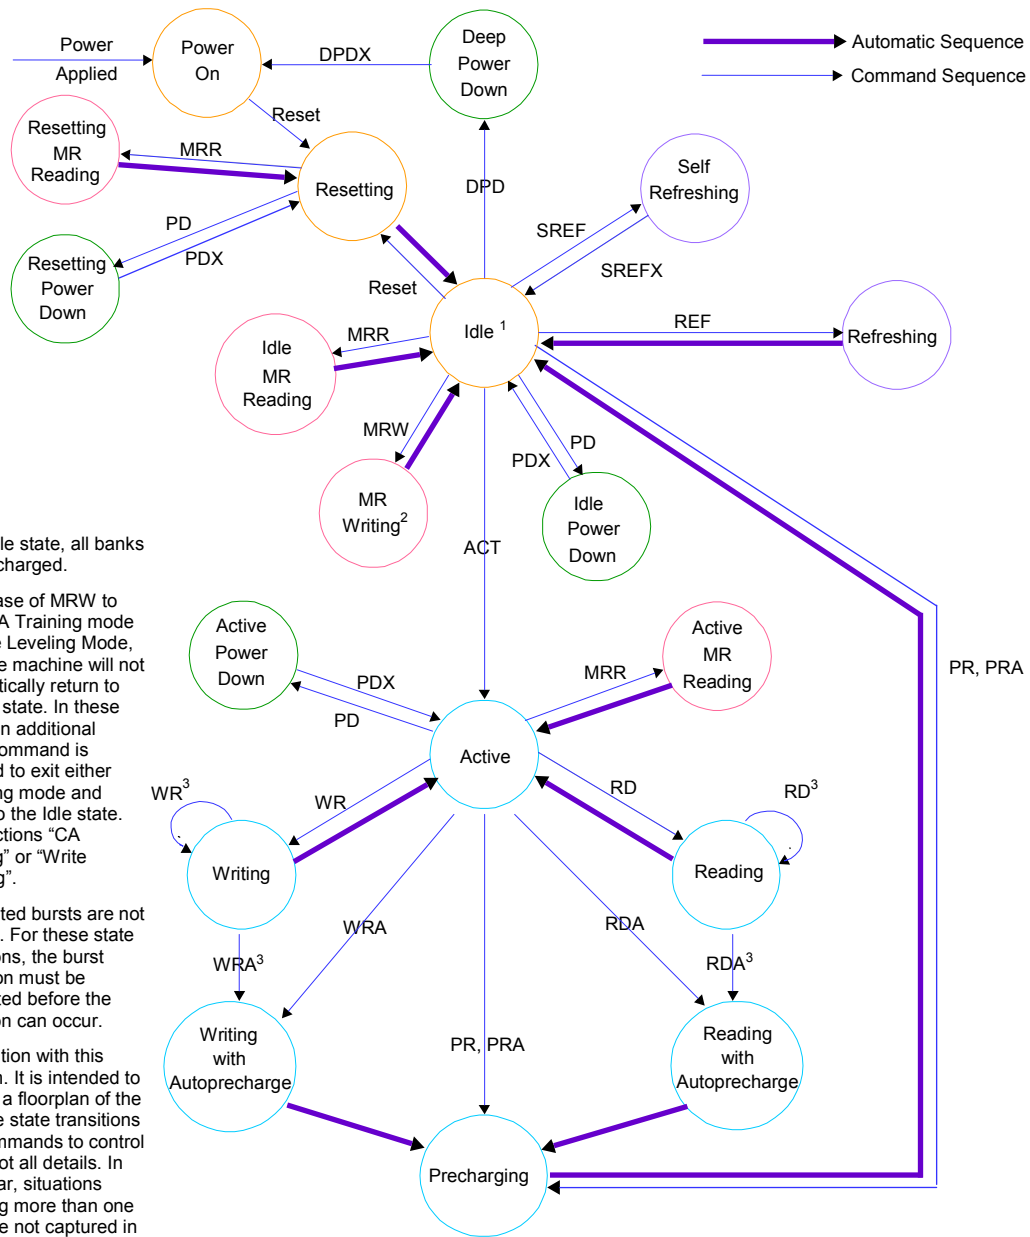 Power
Applied
Power
On
DPDX
Deep
Power
Down
Automatic Sequence
Command Sequence
Reset
Resetting
MR
Reading
MRR
Resetting
DPD
Self
Refreshing
PD
PDX
Resetting
Power
Down
SREF
SREFX
Reset
Idle 1
REF
Refreshing
MRR
Idle
MR
Reading
MRW
PD
PDX
MR
Writing2
Idle
Power
Down
ACT
le state, all banks
charged.
ase of MRW to
A Training mode
e Leveling Mode,
e machine will not
tically return to
state. In these
n additional
ommand is
d to exit either
ng mode and
o the Idle state.
ctions “CA
g” or “Write
g”.
ted bursts are not
. For these state
ons, the burst
on must be
ted before the
on can occur.
tion with this
n. It is intended to
a floorplan of the
e state transitions
mmands to control
ot all details. In
ar, situations
g more than one
e not captured in
Active
Power
Down
PDX
PD
MRR
Active
MR
Reading
PR, PRA
Active
WR3
WR
RD
RD3
Writing
Reading
WRA
RDA
WRA3
RDA3
Writing
with
Autoprecharge
PR, PRA
Reading
with
Autoprecharge
Precharging